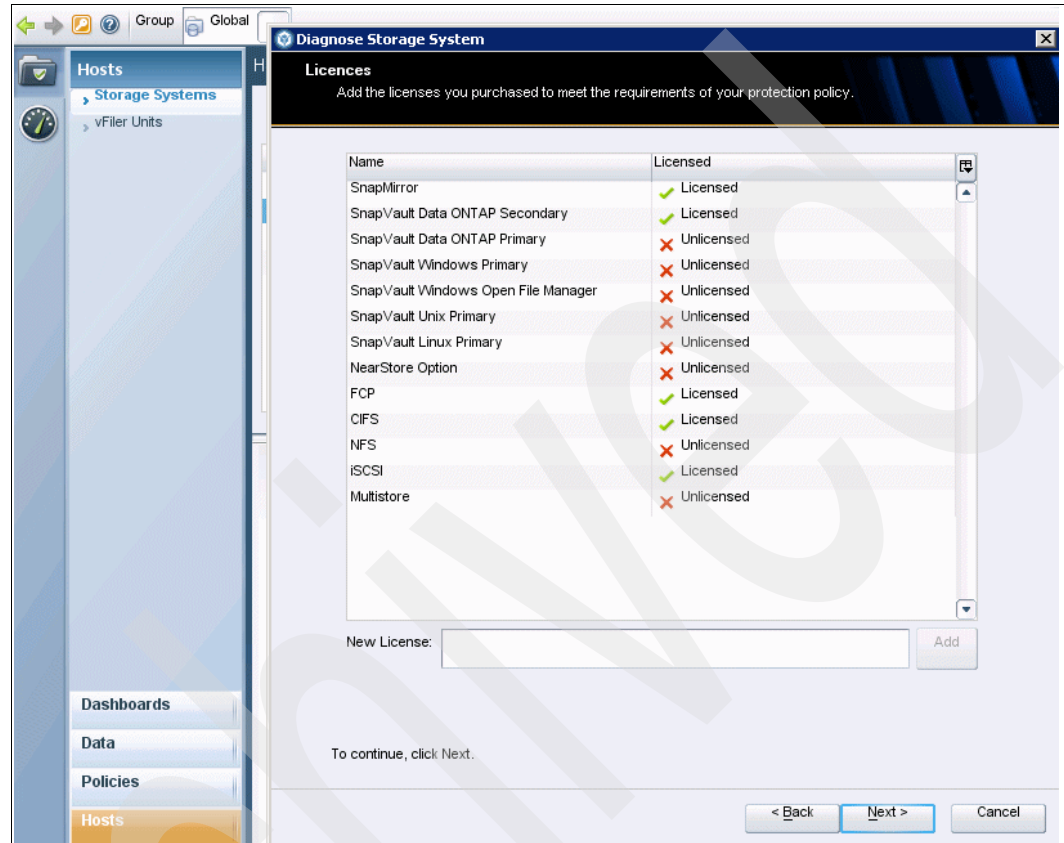 Group
Global
Hosts
Storage Systems
vFiler Units
H
Diagnose Storage System
Licences
Add the licenses you purchased to meet the requirements of your protection policy.
Name Licensed
SnapMirror Licensed
SnapVault Data ONTAP Secondary Licensed
SnapVault Data ONTAP Primary Unlicensed
SnapVault Windows Primary Unlicensed
SnapVault Windows Open File Manager Unlicensed
SnapVault Unix Primary Unlicensed
SnapVault Linux Primary Unlicensed
NearStore Option Unlicensed
FCP Licensed
CIFS Licensed
NFS Unlicensed
iSCSI Licensed
Multistore Unlicensed
New License:
Add
To continue, click Next.
< Back
Next >
Cancel
Dashboards
Data
Policies
Hosts